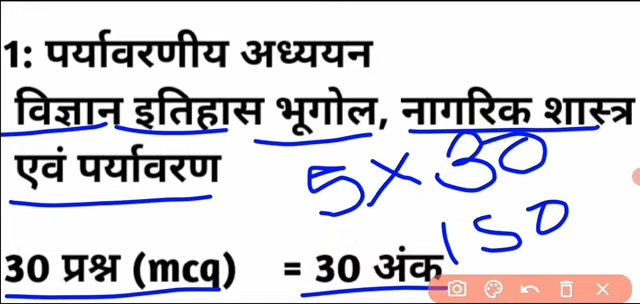 1: पर्यावरणीय अध्ययन
विज्ञान इतिहास भूगोल, नागरिक शास्त्र
एवं पर्यावरण 5 × 30
150
30 प्रश्न (mcq) = 30 अंक